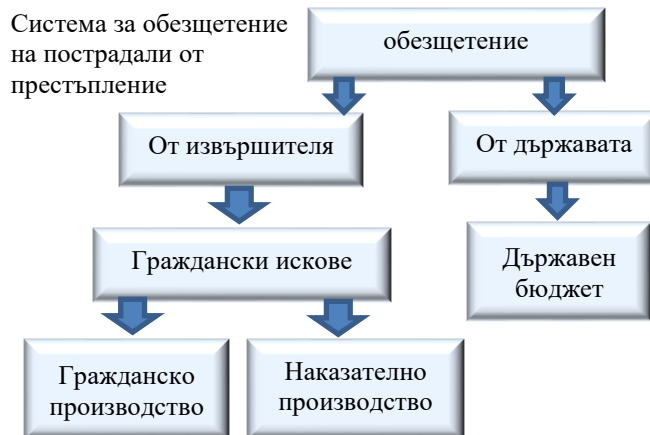 Система за обезщетение
на пострадали от
престъпление
обезщетение
От извършителя
От държавата
Граждански искове
Държавен
бюджет
Гражданско
производство
Наказателно
производство